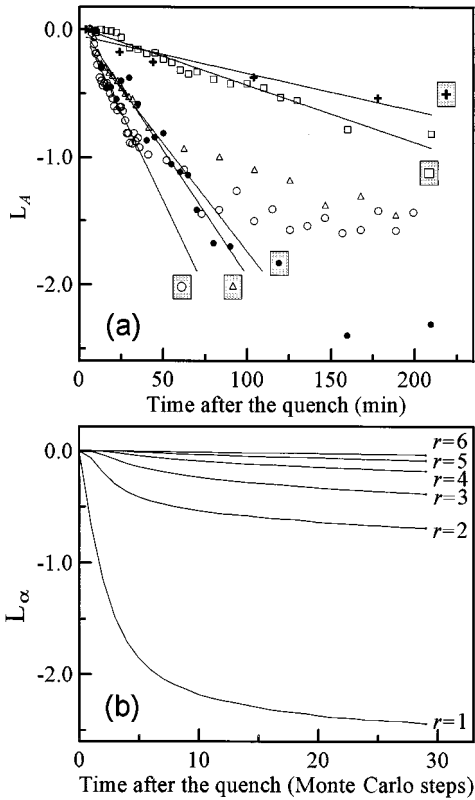 0.0
-1.0
-2.0
L_A
(a)
0 50 100 150 200
Time after the quench (min)
0.0
-1.0
-2.0
L_α
r=6
r=5
r=4
r=3
r=2
r=1
(b)
0 10 20 30
Time after the quench (Monte Carlo steps)